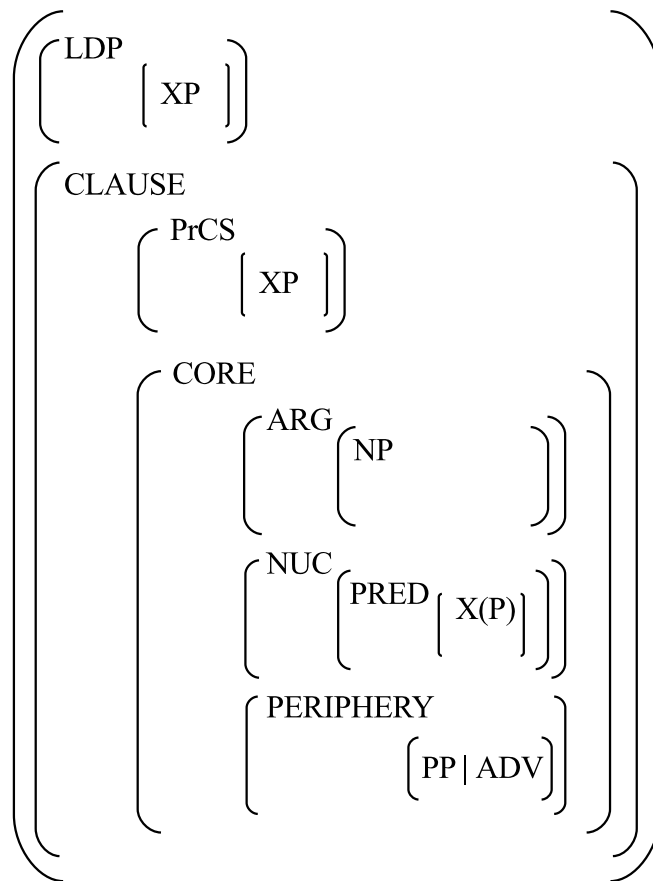 LDP
XP
CLAUSE
PrCS
XP
CORE
ARG
NP
NUC
PRED
X(P)
PERIPHERY
PP | ADV